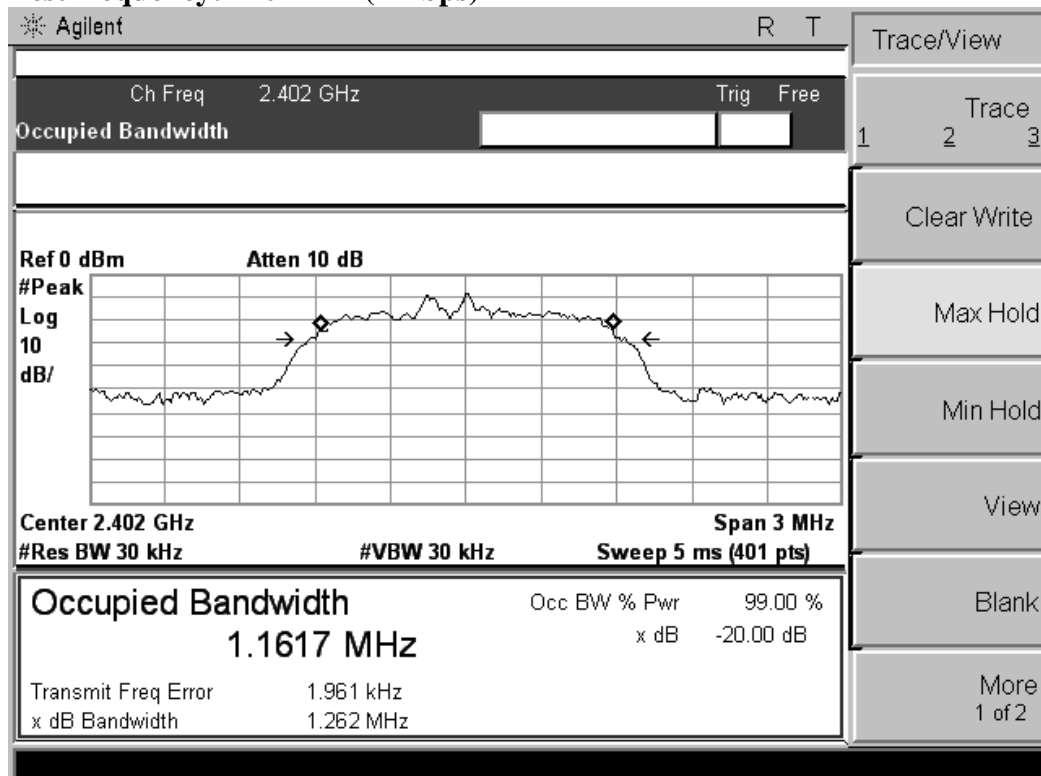 Agilent R T
Trace/View
Ch Freq 2.402 GHz Trig Free
Occupied Bandwidth
Trace
1 2 3
Clear Write
Max Hold
Min Hold
View
Blank
More
1 of 2
Ref 0 dBm Atten 10 dB
#Peak
Log
10
dB/
Center 2.402 GHz Span 3 MHz
#Res BW 30 kHz #VBW 30 kHz Sweep 5 ms (401 pts)
Occupied Bandwidth Occ BW % Pwr 99.00 %
1.1617 MHz x dB -20.00 dB
Transmit Freq Error 1.961 kHz
x dB Bandwidth 1.262 MHz